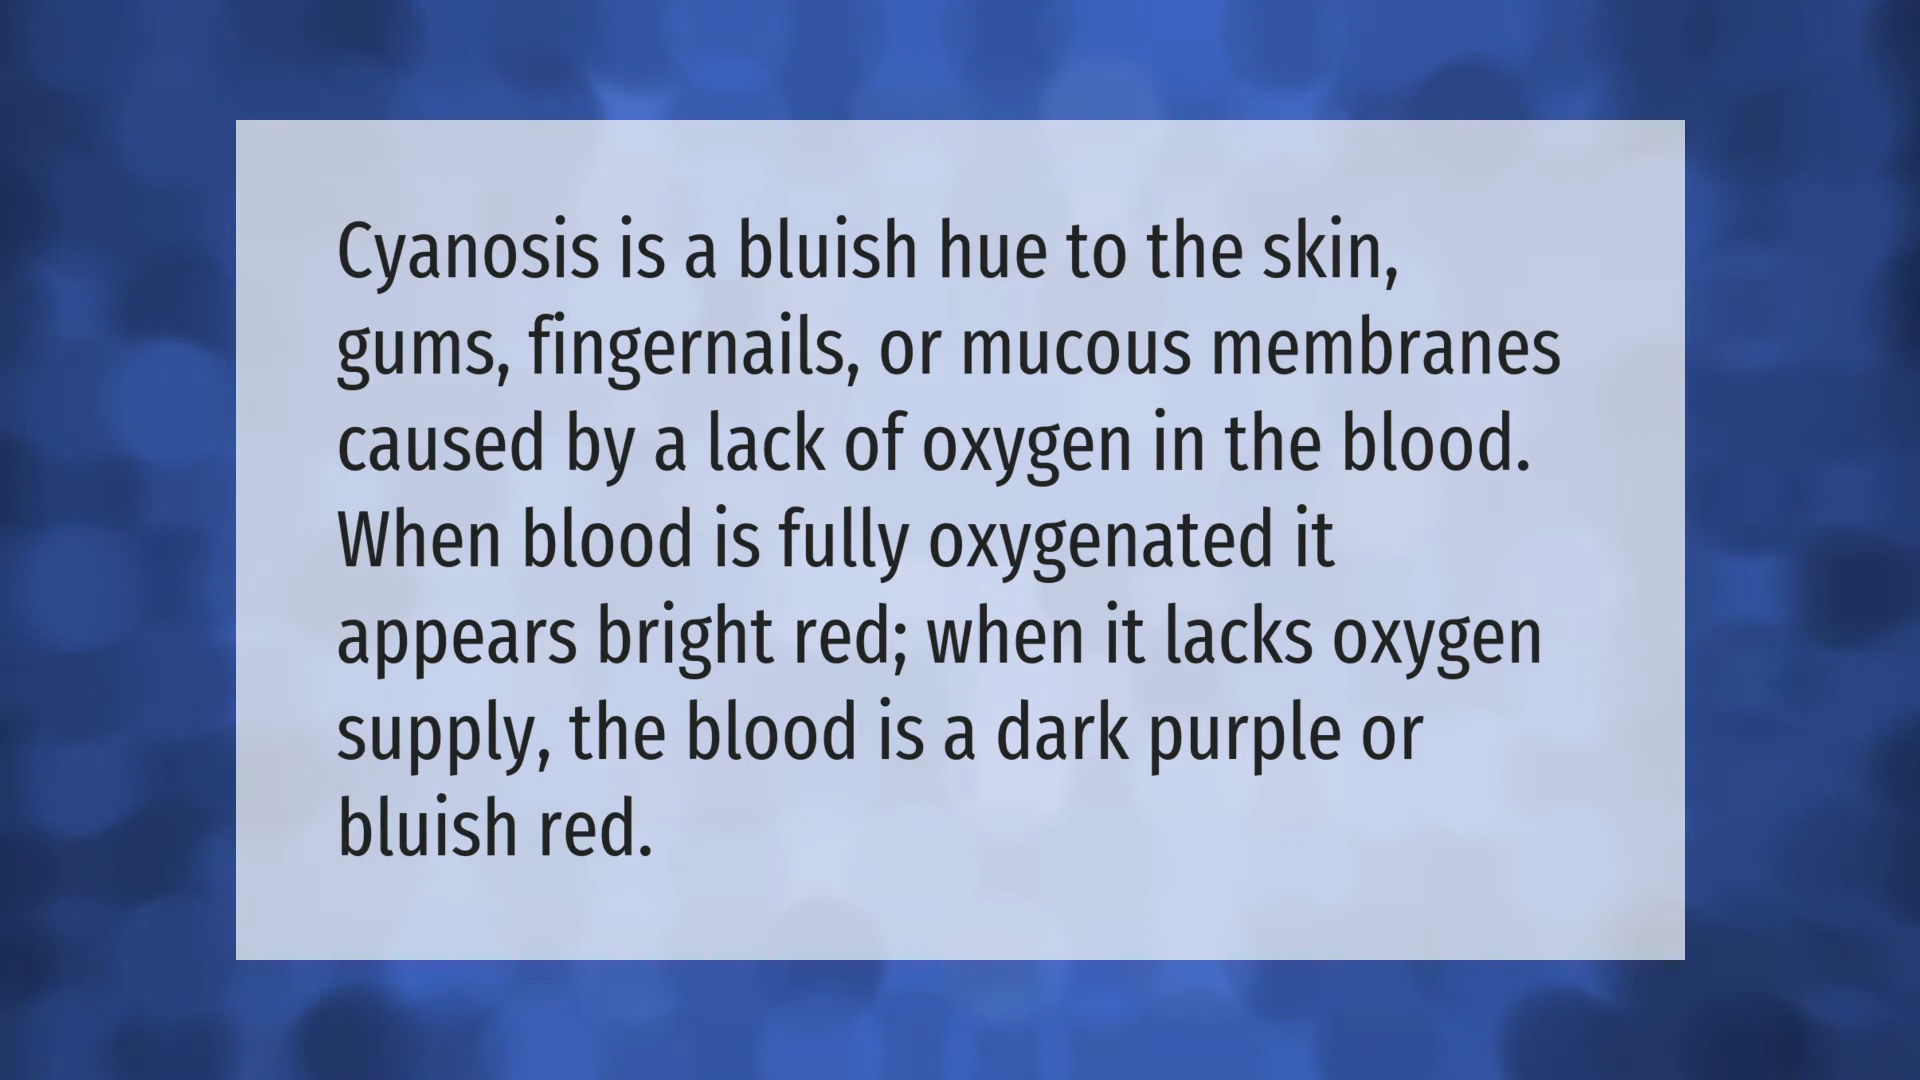 Cyanosis is a bluish hue to the skin,
gums, fingernails, or mucous membranes
caused by a lack of oxygen in the blood.
When blood is fully oxygenated it
appears bright red; when it lacks oxygen
supply, the blood is a dark purple or
bluish red.